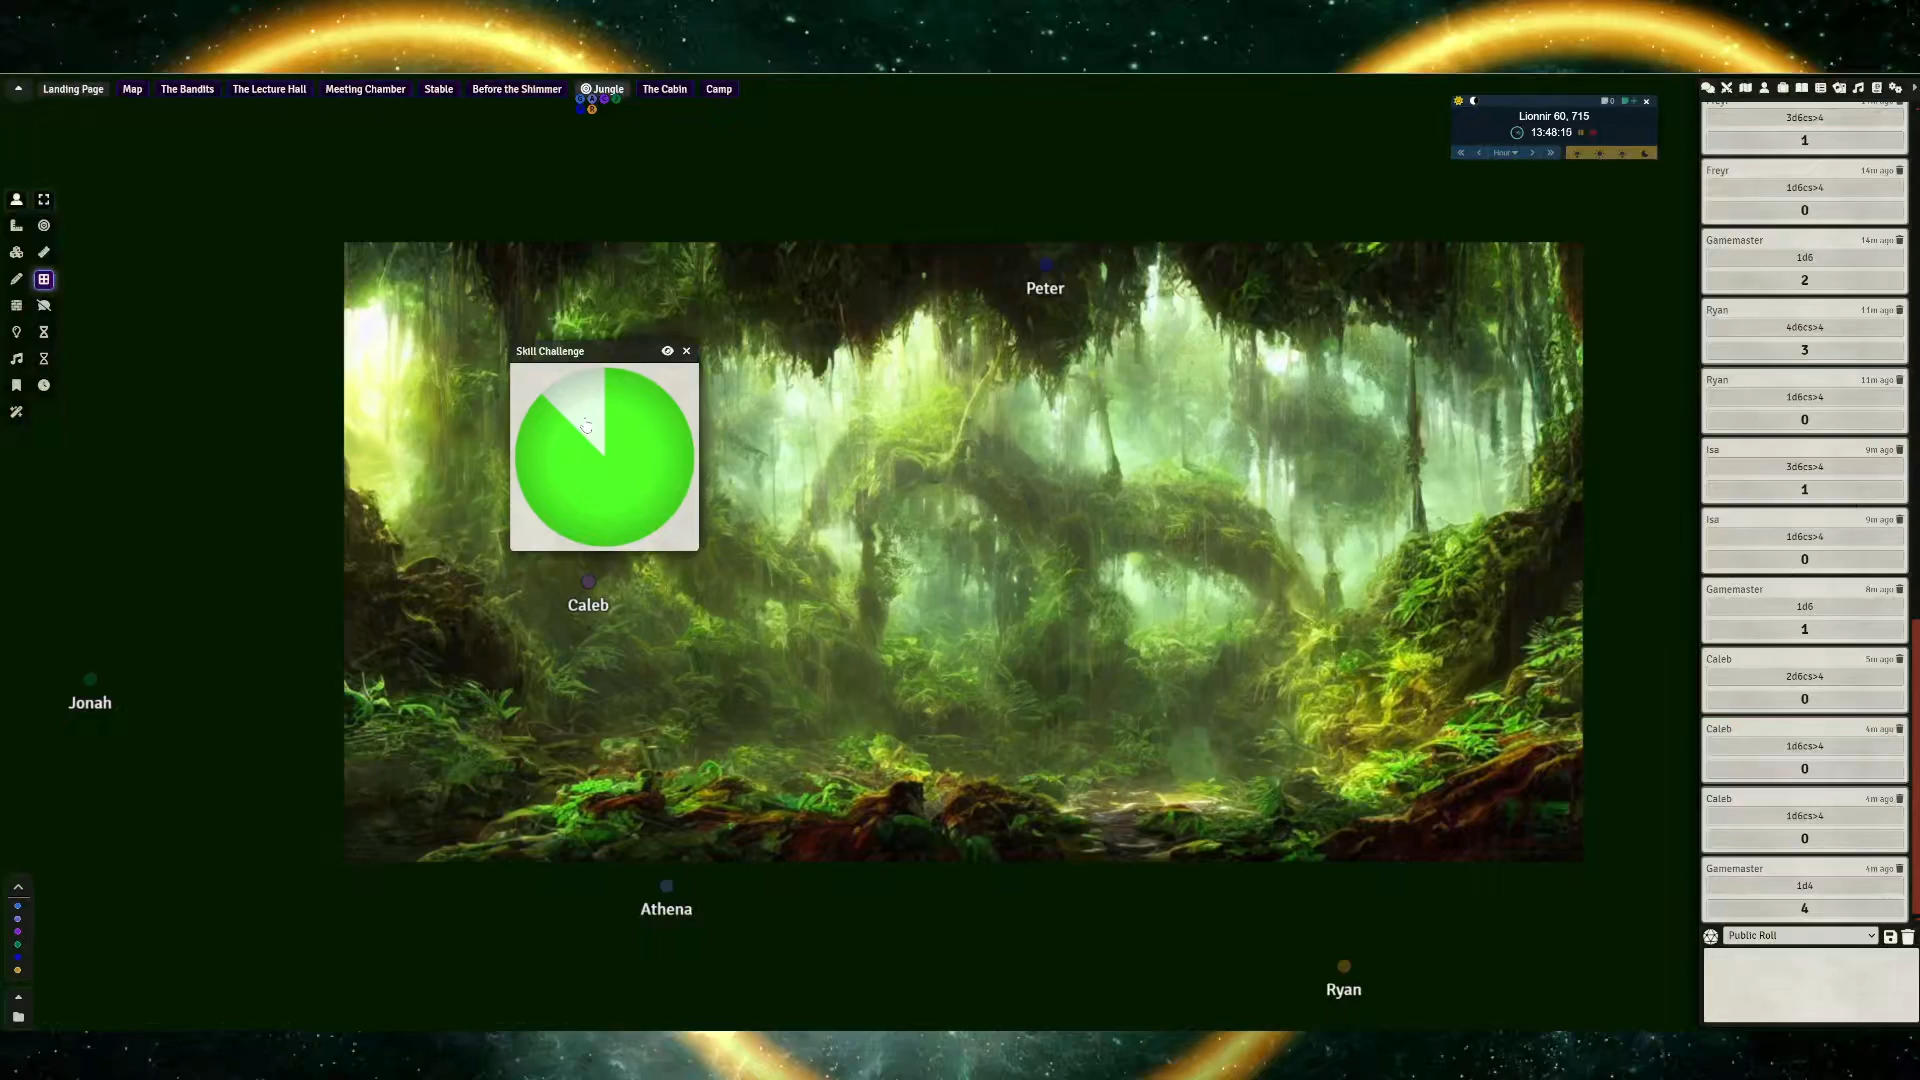 Landing Page Map The Bandits The Lecture Hall Meeting Chamber Stable Before the Shimmer Jungle The Cabin Camp
G A C J
R
0
Lionnir 60, 715
13:48:16
Hour
Skill Challenge
Peter
Caleb
Jonah
Athena
Ryan
3d6cs>4
1
Freyr 14m ago
1d6cs>4
0
Gamemaster 14m ago
1d6
2
Ryan 11m ago
4d6cs>4
3
Ryan 11m ago
1d6cs>4
0
Isa 9m ago
3d6cs>4
1
Isa 9m ago
1d6cs>4
0
Gamemaster 8m ago
1d6
1
Caleb 5m ago
2d6cs>4
0
Caleb 4m ago
1d6cs>4
0
Caleb 4m ago
1d6cs>4
0
Gamemaster 4m ago
1d4
4
Public Roll